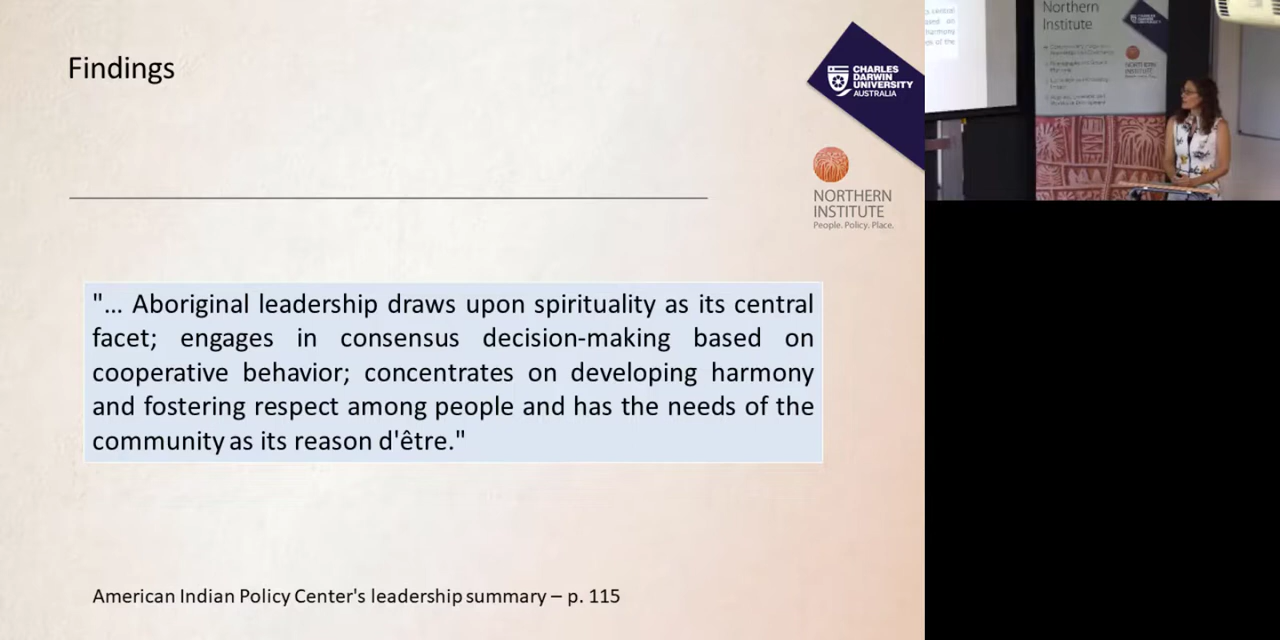 Findings
CHARLES
DARWIN
UNIVERSITY
AUSTRALIA
NORTHERN
INSTITUTE
People. Policy. Place.
"... Aboriginal leadership draws upon spirituality as its central
facet; engages in consensus decision-making based on
cooperative behavior; concentrates on developing harmony
and fostering respect among people and has the needs of the
community as its reason d'être."
American Indian Policy Center's leadership summary – p. 115
Northern
Institute
NORTHERN
INSTITUTE